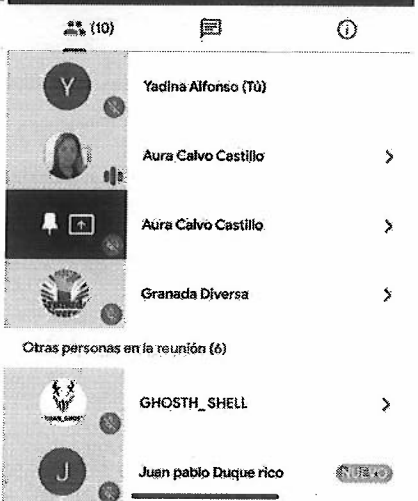 (10)
Y
Yadina Alfonso (Tú)
Aura Calvo Castillo
Aura Calvo Castillo
Granada Diversa
Otras personas en la reunión (6)
GHOSTH_SHELL
J
Juan pablo Duque rico
NUEVO